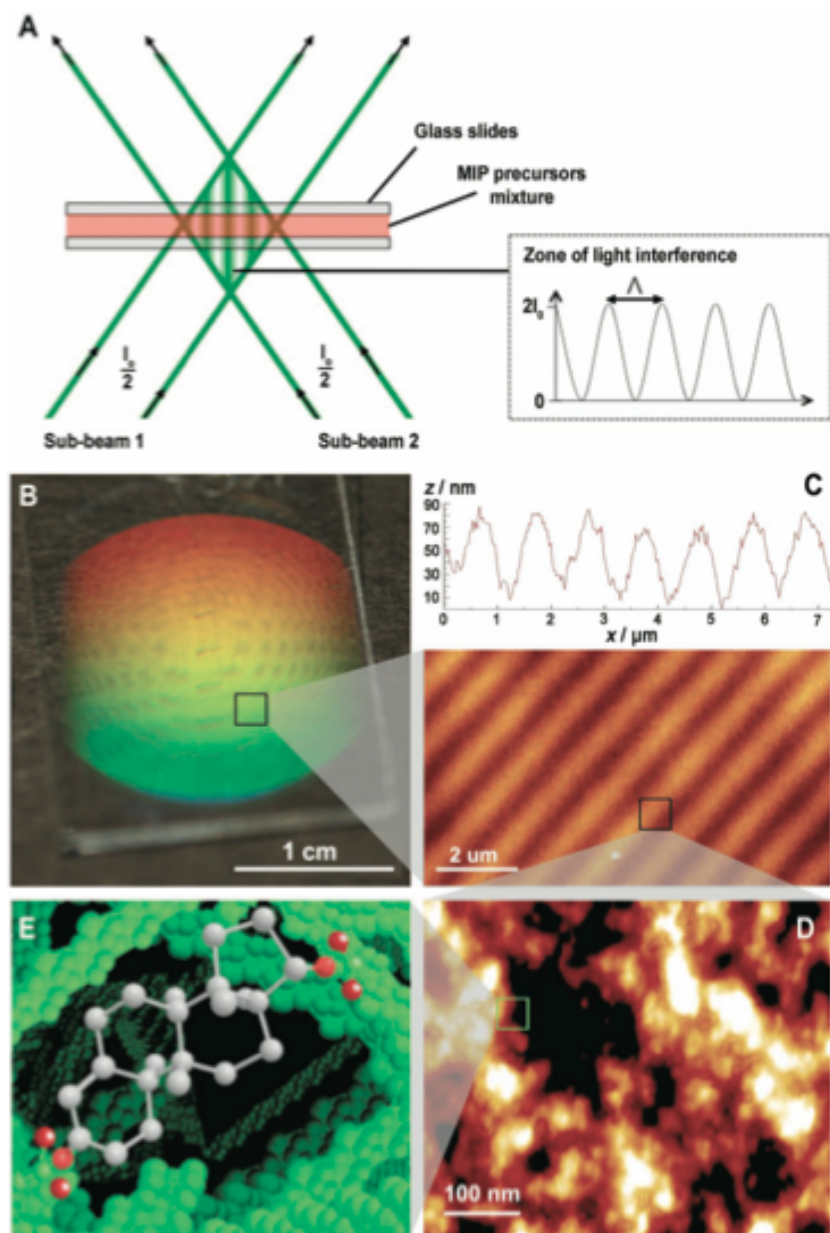 A
Glass slides
MIP precursors
mixture
Zone of light interference
Λ
2I₀
0
I₀/2
I₀/2
Sub-beam 1
Sub-beam 2
B
1 cm
C
z / nm
90
70
50
30
10
0 1 2 3 4 5 6 7
x / µm
2 um
E
D
100 nm